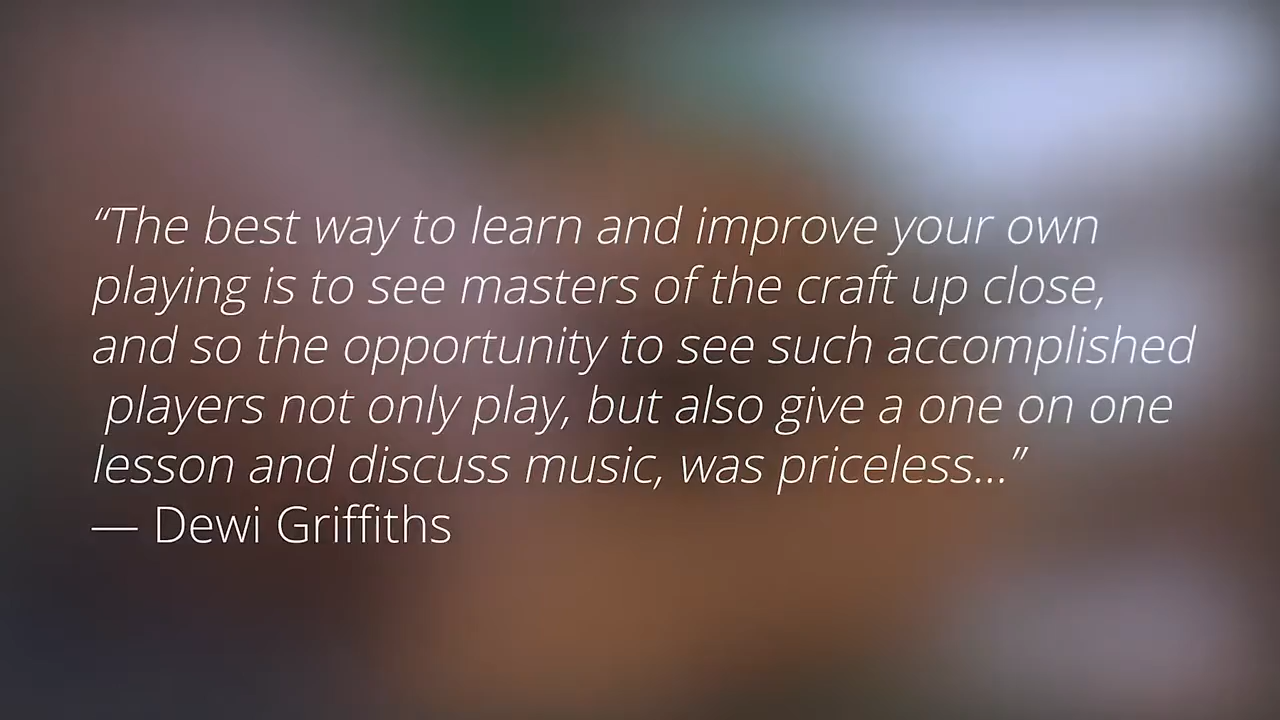 “The best way to learn and improve your own
playing is to see masters of the craft up close,
and so the opportunity to see such accomplished
players not only play, but also give a one on one
lesson and discuss music, was priceless...”
— Dewi Griffiths